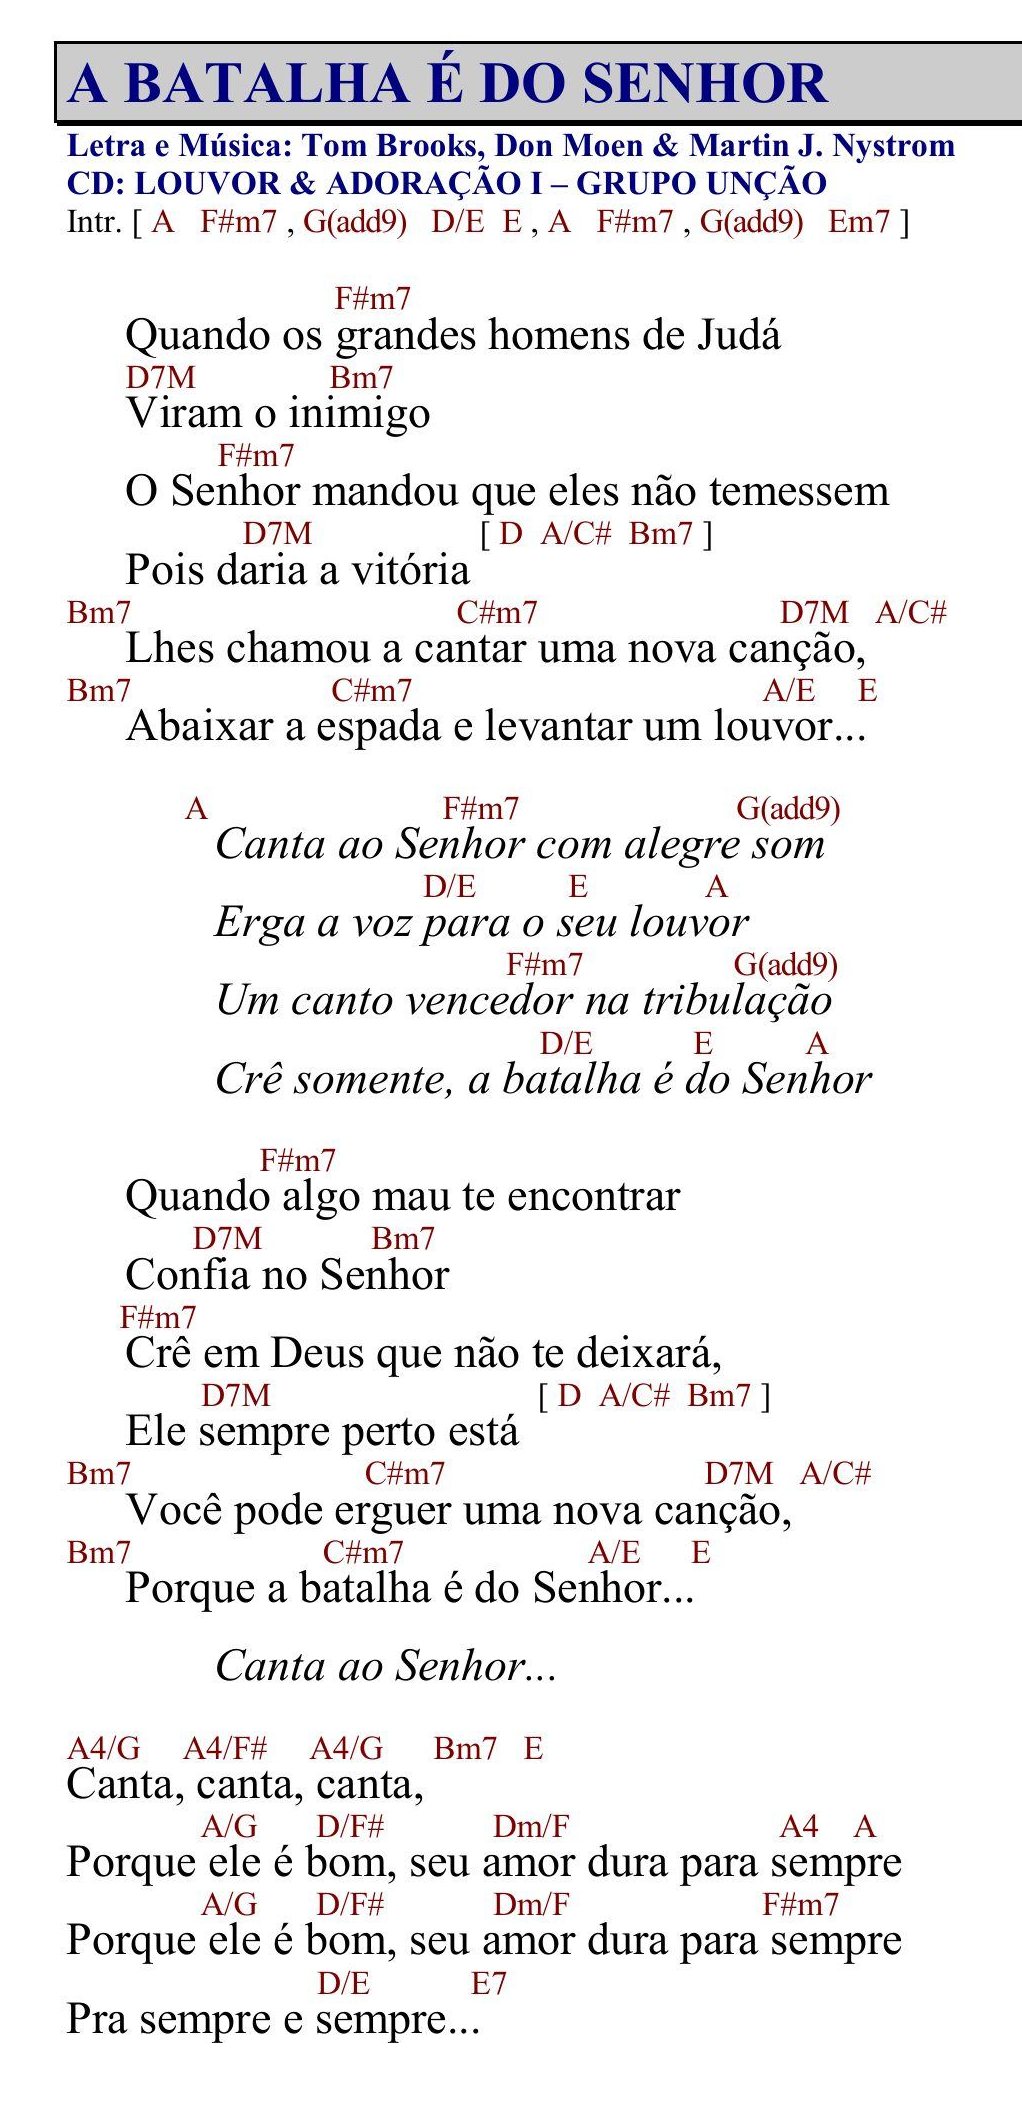 A BATALHA É DO SENHOR
Letra e Música: Tom Brooks, Don Moen & Martin J. Nystrom
CD: LOUVOR & ADORAÇÃO I – GRUPO UNÇÃO
Intr. [ A F#m7 , G(add9) D/E E , A F#m7 , G(add9) Em7 ]
F#m7
Quando os grandes homens de Judá
D7M Bm7
Viram o inimigo
F#m7
O Senhor mandou que eles não temessem
D7M [ D A/C# Bm7 ]
Pois daria a vitória
Bm7 C#m7 D7M A/C#
Lhes chamou a cantar uma nova canção,
Bm7 C#m7 A/E E
Abaixar a espada e levantar um louvor...
A F#m7 G(add9)
Canta ao Senhor com alegre som
D/E E A
Erga a voz para o seu louvor
F#m7 G(add9)
Um canto vencedor na tribulação
D/E E A
Crê somente, a batalha é do Senhor
F#m7
Quando algo mau te encontrar
D7M Bm7
Confia no Senhor
F#m7
Crê em Deus que não te deixará,
D7M [ D A/C# Bm7 ]
Ele sempre perto está
Bm7 C#m7 D7M A/C#
Você pode erguer uma nova canção,
Bm7 C#m7 A/E E
Porque a batalha é do Senhor...
Canta ao Senhor...
A4/G A4/F# A4/G Bm7 E
Canta, canta, canta,
A/G D/F# Dm/F A4 A
Porque ele é bom, seu amor dura para sempre
A/G D/F# Dm/F F#m7
Porque ele é bom, seu amor dura para sempre
D/E E7
Pra sempre e sempre...